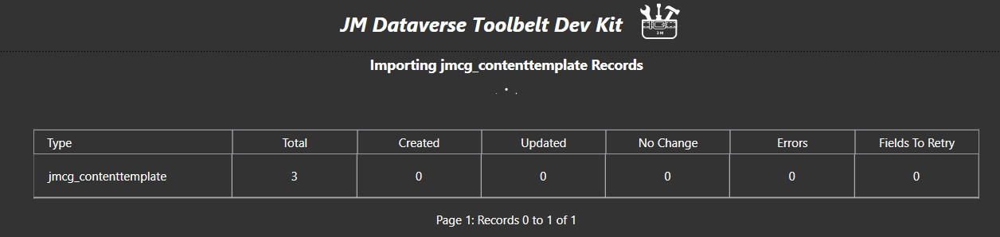 JM Dataverse Toolbelt Dev Kit
JM
Importing jmcg_contenttemplate Records
Type Total Created Updated No Change Errors Fields To Retry
jmcg_contenttemplate 3 0 0 0 0 0
Page 1: Records 0 to 1 of 1